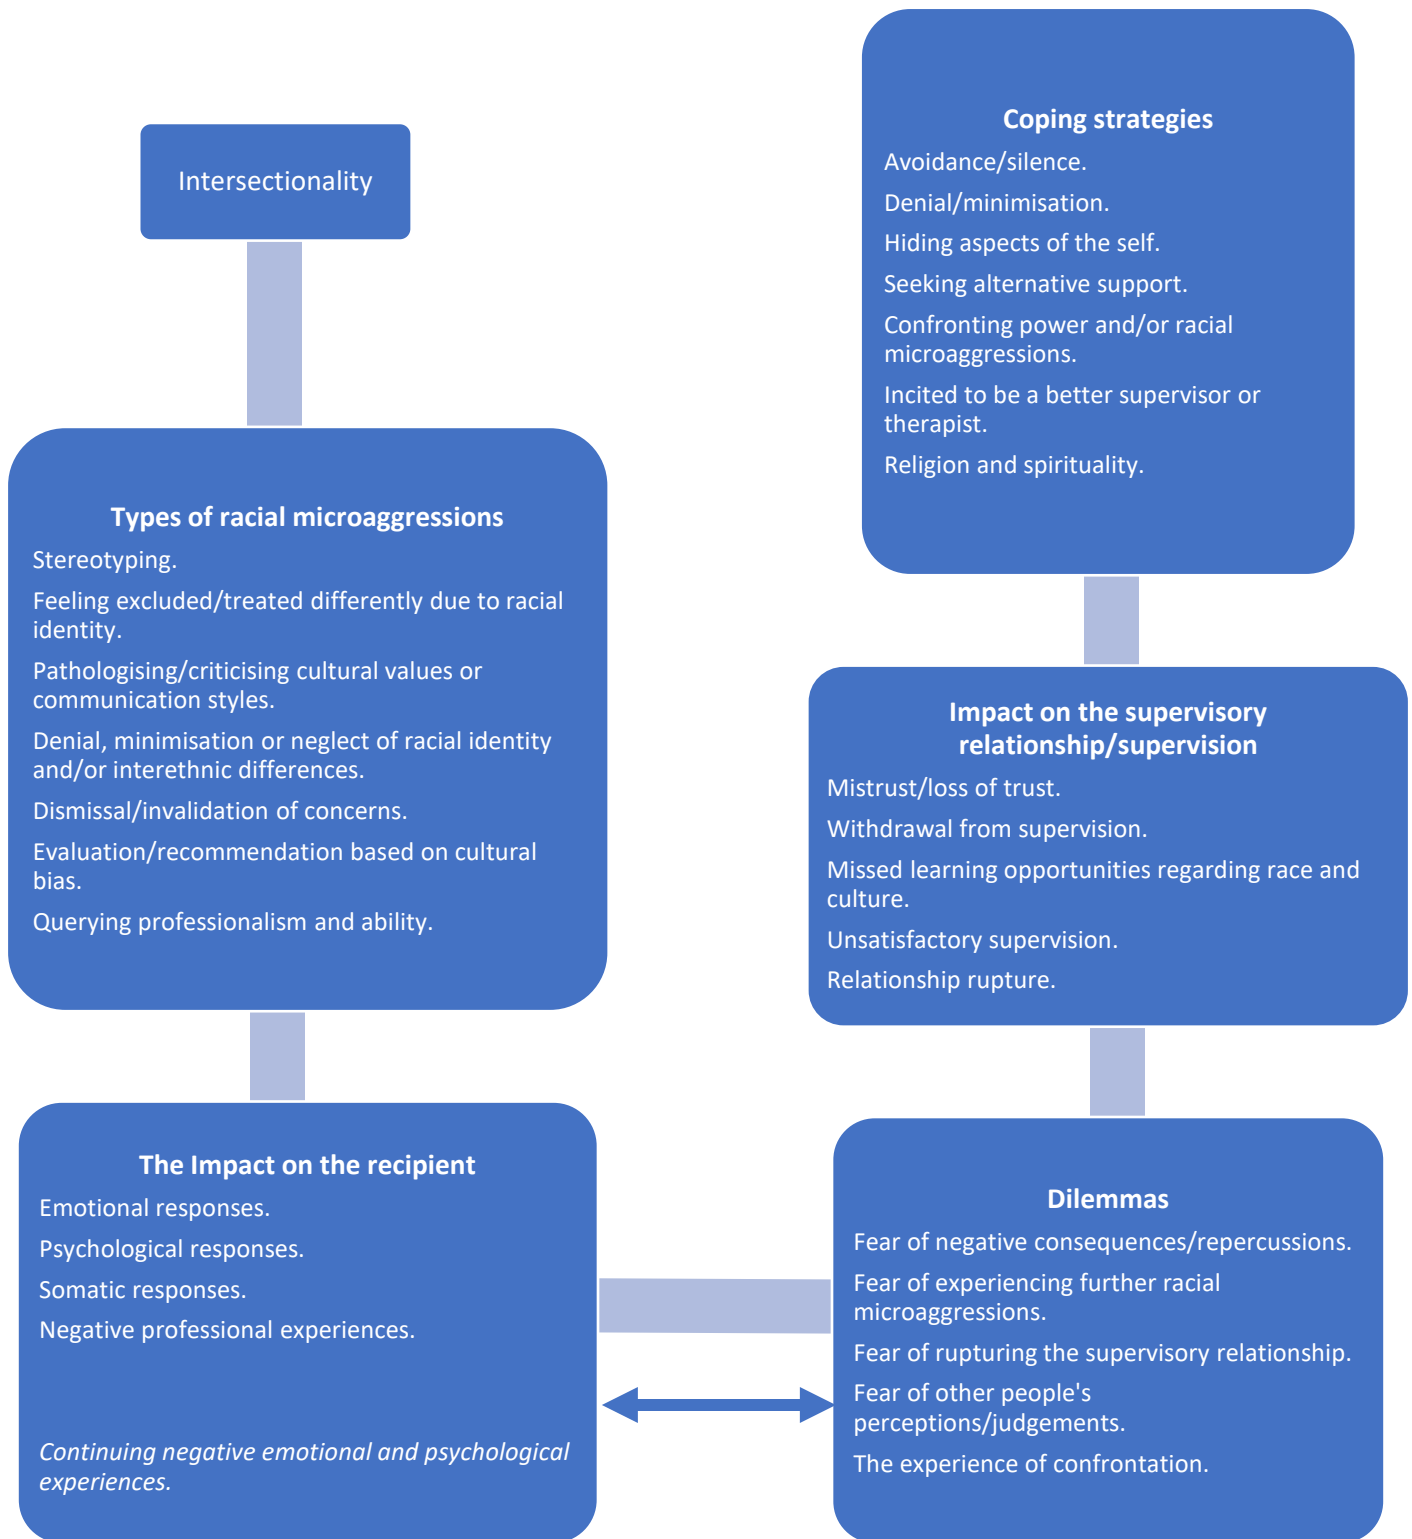 Intersectionality
Types of racial microaggressions
Stereotyping.
Feeling excluded/treated differently due to racial
identity.
Pathologising/criticising cultural values or
communication styles.
Denial, minimisation or neglect of racial identity
and/or interethnic differences.
Dismissal/invalidation of concerns.
Evaluation/recommendation based on cultural
bias.
Querying professionalism and ability.
The Impact on the recipient
Emotional responses.
Psychological responses.
Somatic responses.
Negative professional experiences.
Continuing negative emotional and psychological
experiences.
Dilemmas
Fear of negative consequences/repercussions.
Fear of experiencing further racial
microaggressions.
Fear of rupturing the supervisory relationship.
Fear of other people's
perceptions/judgements.
The experience of confrontation.
Impact on the supervisory
relationship/supervision
Mistrust/loss of trust.
Withdrawal from supervision.
Missed learning opportunities regarding race and
culture.
Unsatisfactory supervision.
Relationship rupture.
Coping strategies
Avoidance/silence.
Denial/minimisation.
Hiding aspects of the self.
Seeking alternative support.
Confronting power and/or racial
microaggressions.
Incited to be a better supervisor or
therapist.
Religion and spirituality.